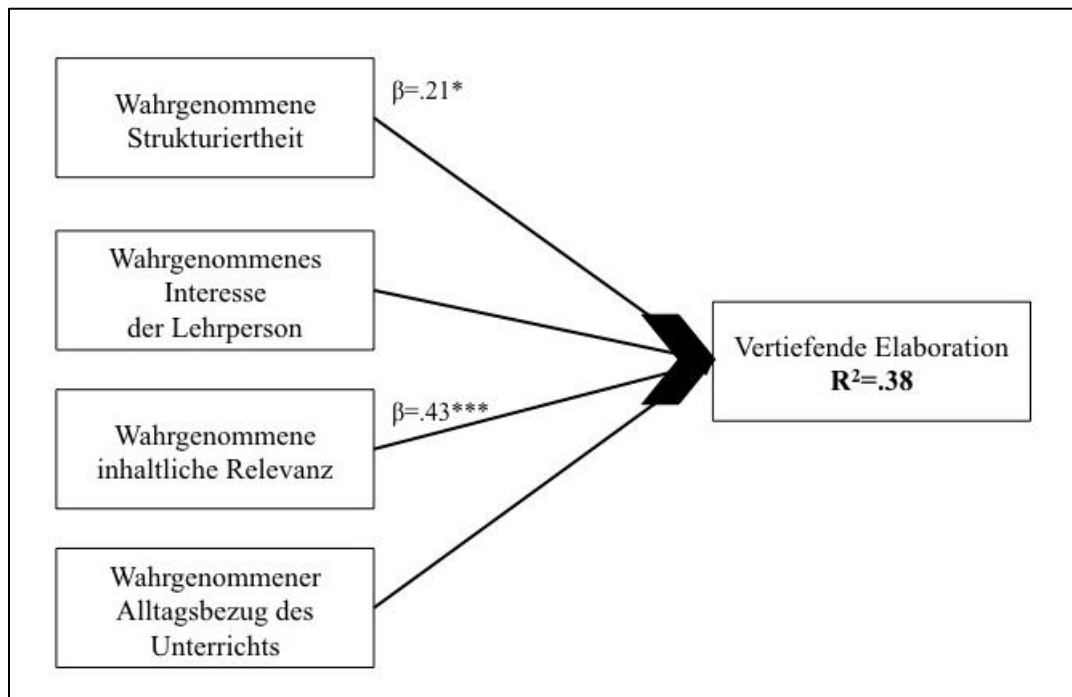 Wahrgenommene
Strukturiertheit
β=.21*
Wahrgenommenes
Interesse
der Lehrperson
Vertiefende Elaboration
R²=.38
β=.43***
Wahrgenommene
inhaltliche Relevanz
Wahrgenommener
Alltagsbezug des
Unterrichts